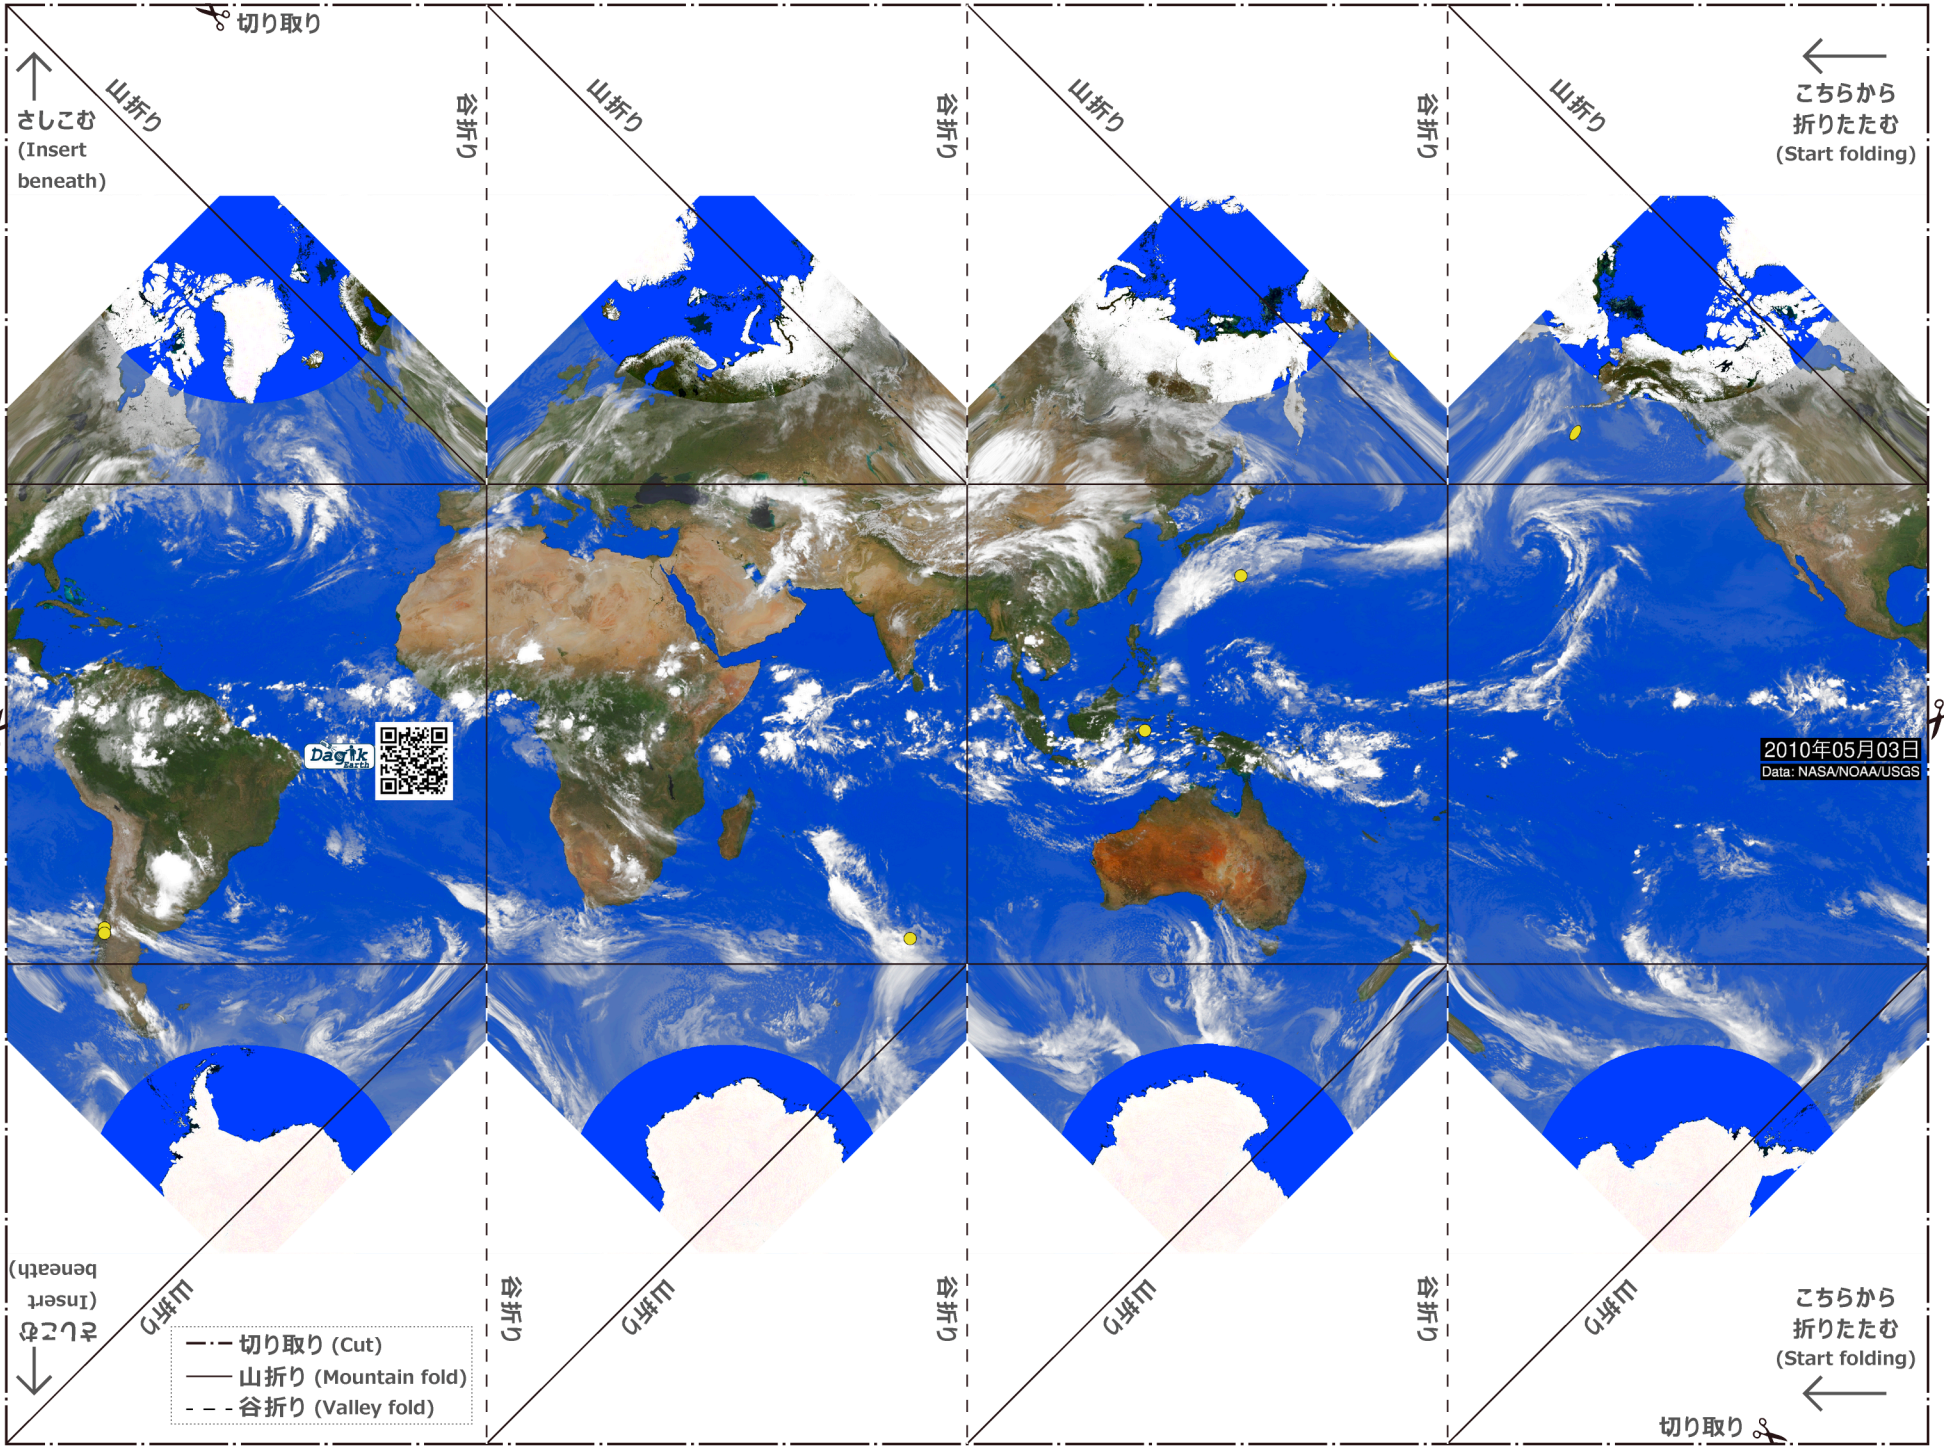 切り取り
さしこむ
(Insert
beneath)
山折り
谷折り
山折り
谷折り
山折り
谷折り
山折り
こちらから
折りたたむ
(Start folding)
Dagik
Earth
2010年05月03日
Data: NASA/NOAA/USGS
さしこむ
(Insert
beneath)
山折り
谷折り
山折り
谷折り
山折り
谷折り
山折り
こちらから
折りたたむ
(Start folding)
切り取り (Cut)
山折り (Mountain fold)
谷折り (Valley fold)
切り取り